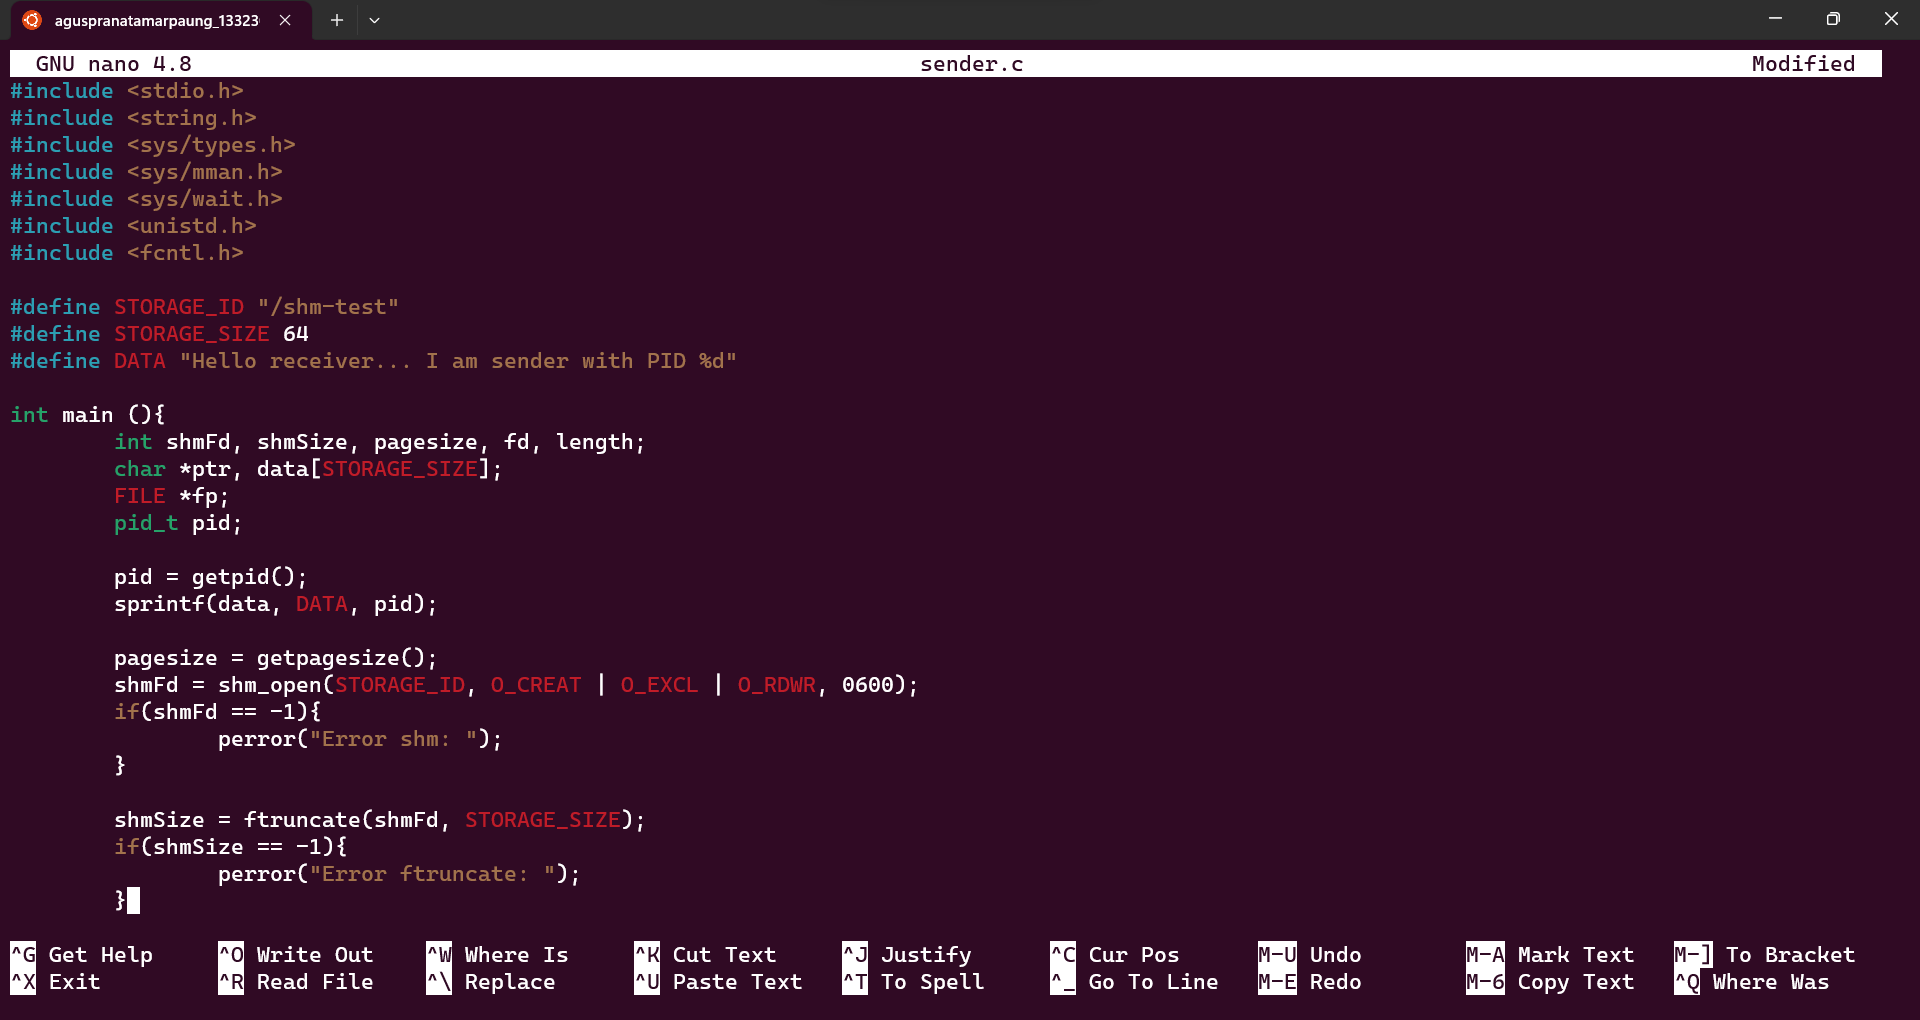 aguspranatamarpaung_13323
GNU nano 4.8 sender.c Modified
#include <stdio.h>
#include <string.h>
#include <sys/types.h>
#include <sys/mman.h>
#include <sys/wait.h>
#include <unistd.h>
#include <fcntl.h>
#define STORAGE_ID "/shm-test"
#define STORAGE_SIZE 64
#define DATA "Hello receiver... I am sender with PID %d"
int main (){
int shmFd, shmSize, pagesize, fd, length;
char *ptr, data[STORAGE_SIZE];
FILE *fp;
pid_t pid;
pid = getpid();
sprintf(data, DATA, pid);
pagesize = getpagesize();
shmFd = shm_open(STORAGE_ID, O_CREAT | O_EXCL | O_RDWR, 0600);
if(shmFd == -1){
perror("Error shm: ");
}
shmSize = ftruncate(shmFd, STORAGE_SIZE);
if(shmSize == -1){
perror("Error ftruncate: ");
}
^G Get Help ^O Write Out ^W Where Is ^K Cut Text ^J Justify ^C Cur Pos M-U Undo M-A Mark Text M-] To Bracket
^X Exit ^R Read File ^\ Replace ^U Paste Text ^T To Spell ^_ Go To Line M-E Redo M-6 Copy Text ^Q Where Was